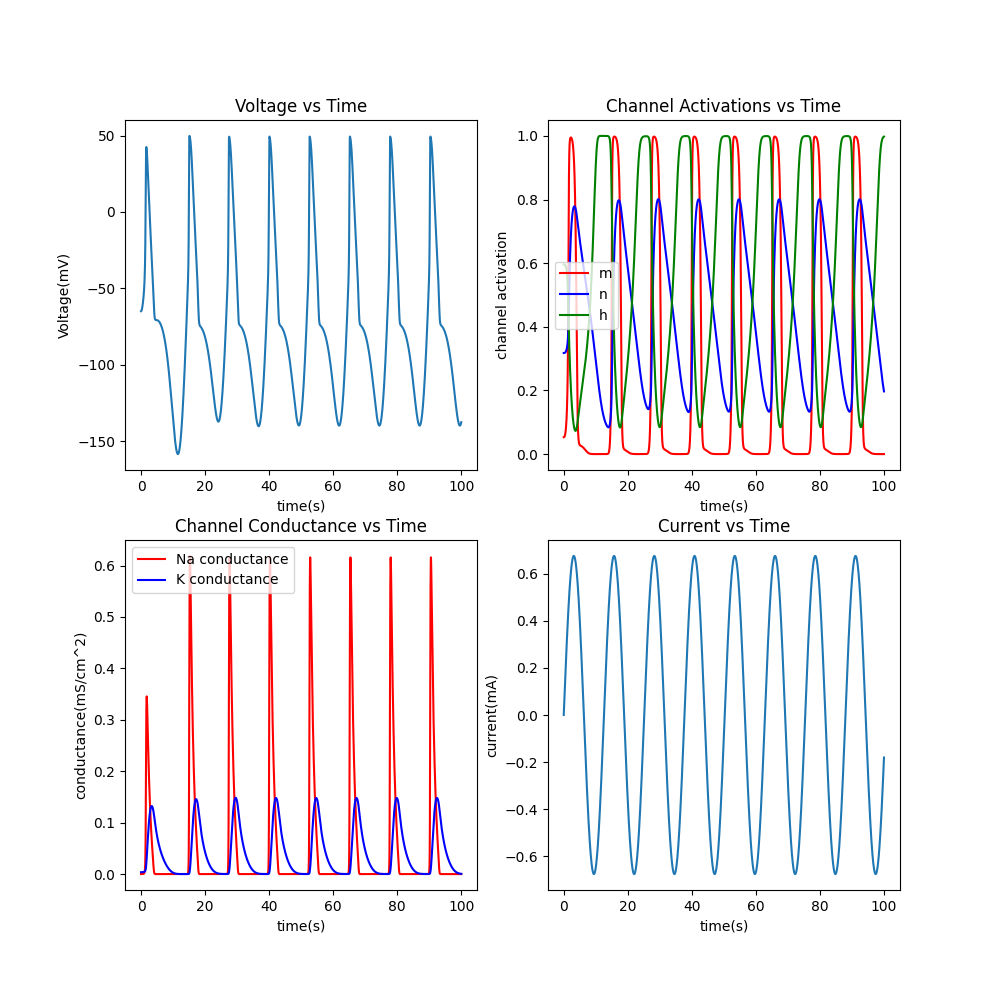 Voltage vs Time
50
0
−50
−100
−150
Voltage(mV)
0 20 40 60 80 100
time(s)
Channel Activations vs Time
1.0
0.8
0.6
0.4
0.2
0.0
channel activation
m
n
h
0 20 40 60 80 100
time(s)
Channel Conductance vs Time
0.6
0.5
0.4
0.3
0.2
0.1
0.0
conductance(mS/cm^2)
Na conductance
K conductance
0 20 40 60 80 100
time(s)
Current vs Time
0.6
0.4
0.2
0.0
−0.2
−0.4
−0.6
current(mA)
0 20 40 60 80 100
time(s)